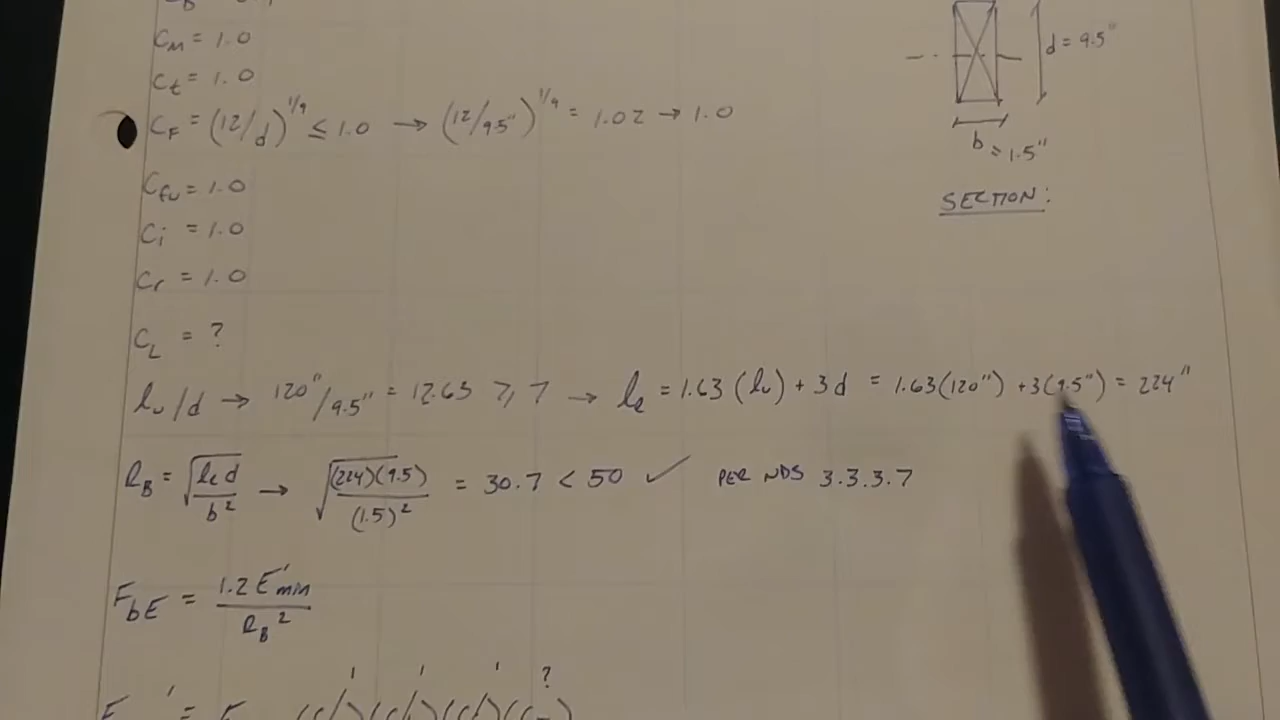 C_M = 1.0
C_t = 1.0
C_F = (12/d)^1/9 ≤ 1.0 → (12/9.5")^1/9 = 1.02 → 1.0
C_fu = 1.0
C_i = 1.0
C_r = 1.0
C_L = ?
l_u/d → 120"/9.5" = 12.63 ≥ 7 → l_e = 1.63 (l_u) + 3d = 1.63(120") + 3(9.5") = 224"
R_B = √(l_e d / b²) → √((224)(9.5) / (1.5)²) = 30.7 < 50 ✓ PER NDS 3.3.3.7
F_bE = 1.2 E'min / R_B²
d = 9.5"
b = 1.5"
SECTION: